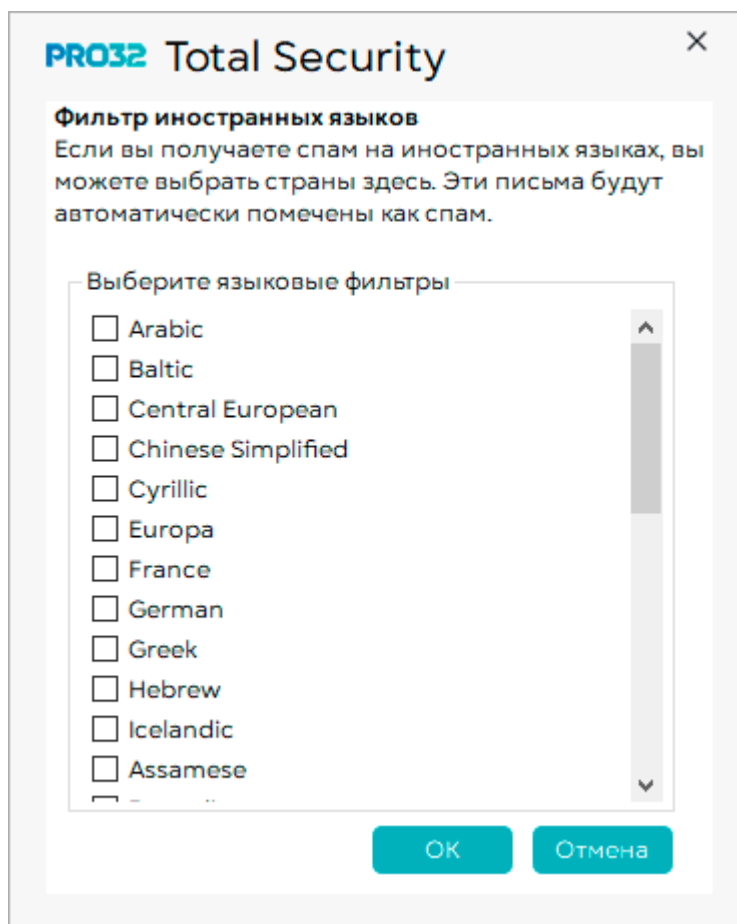 PRO32 Total Security
Фильтр иностранных языков
Если вы получаете спам на иностранных языках, вы
можете выбрать страны здесь. Эти письма будут
автоматически помечены как спам.
Выберите языковые фильтры
Arabic
Baltic
Central European
Chinese Simplified
Cyrillic
Europa
France
German
Greek
Hebrew
Icelandic
Assamese
OK
Отмена